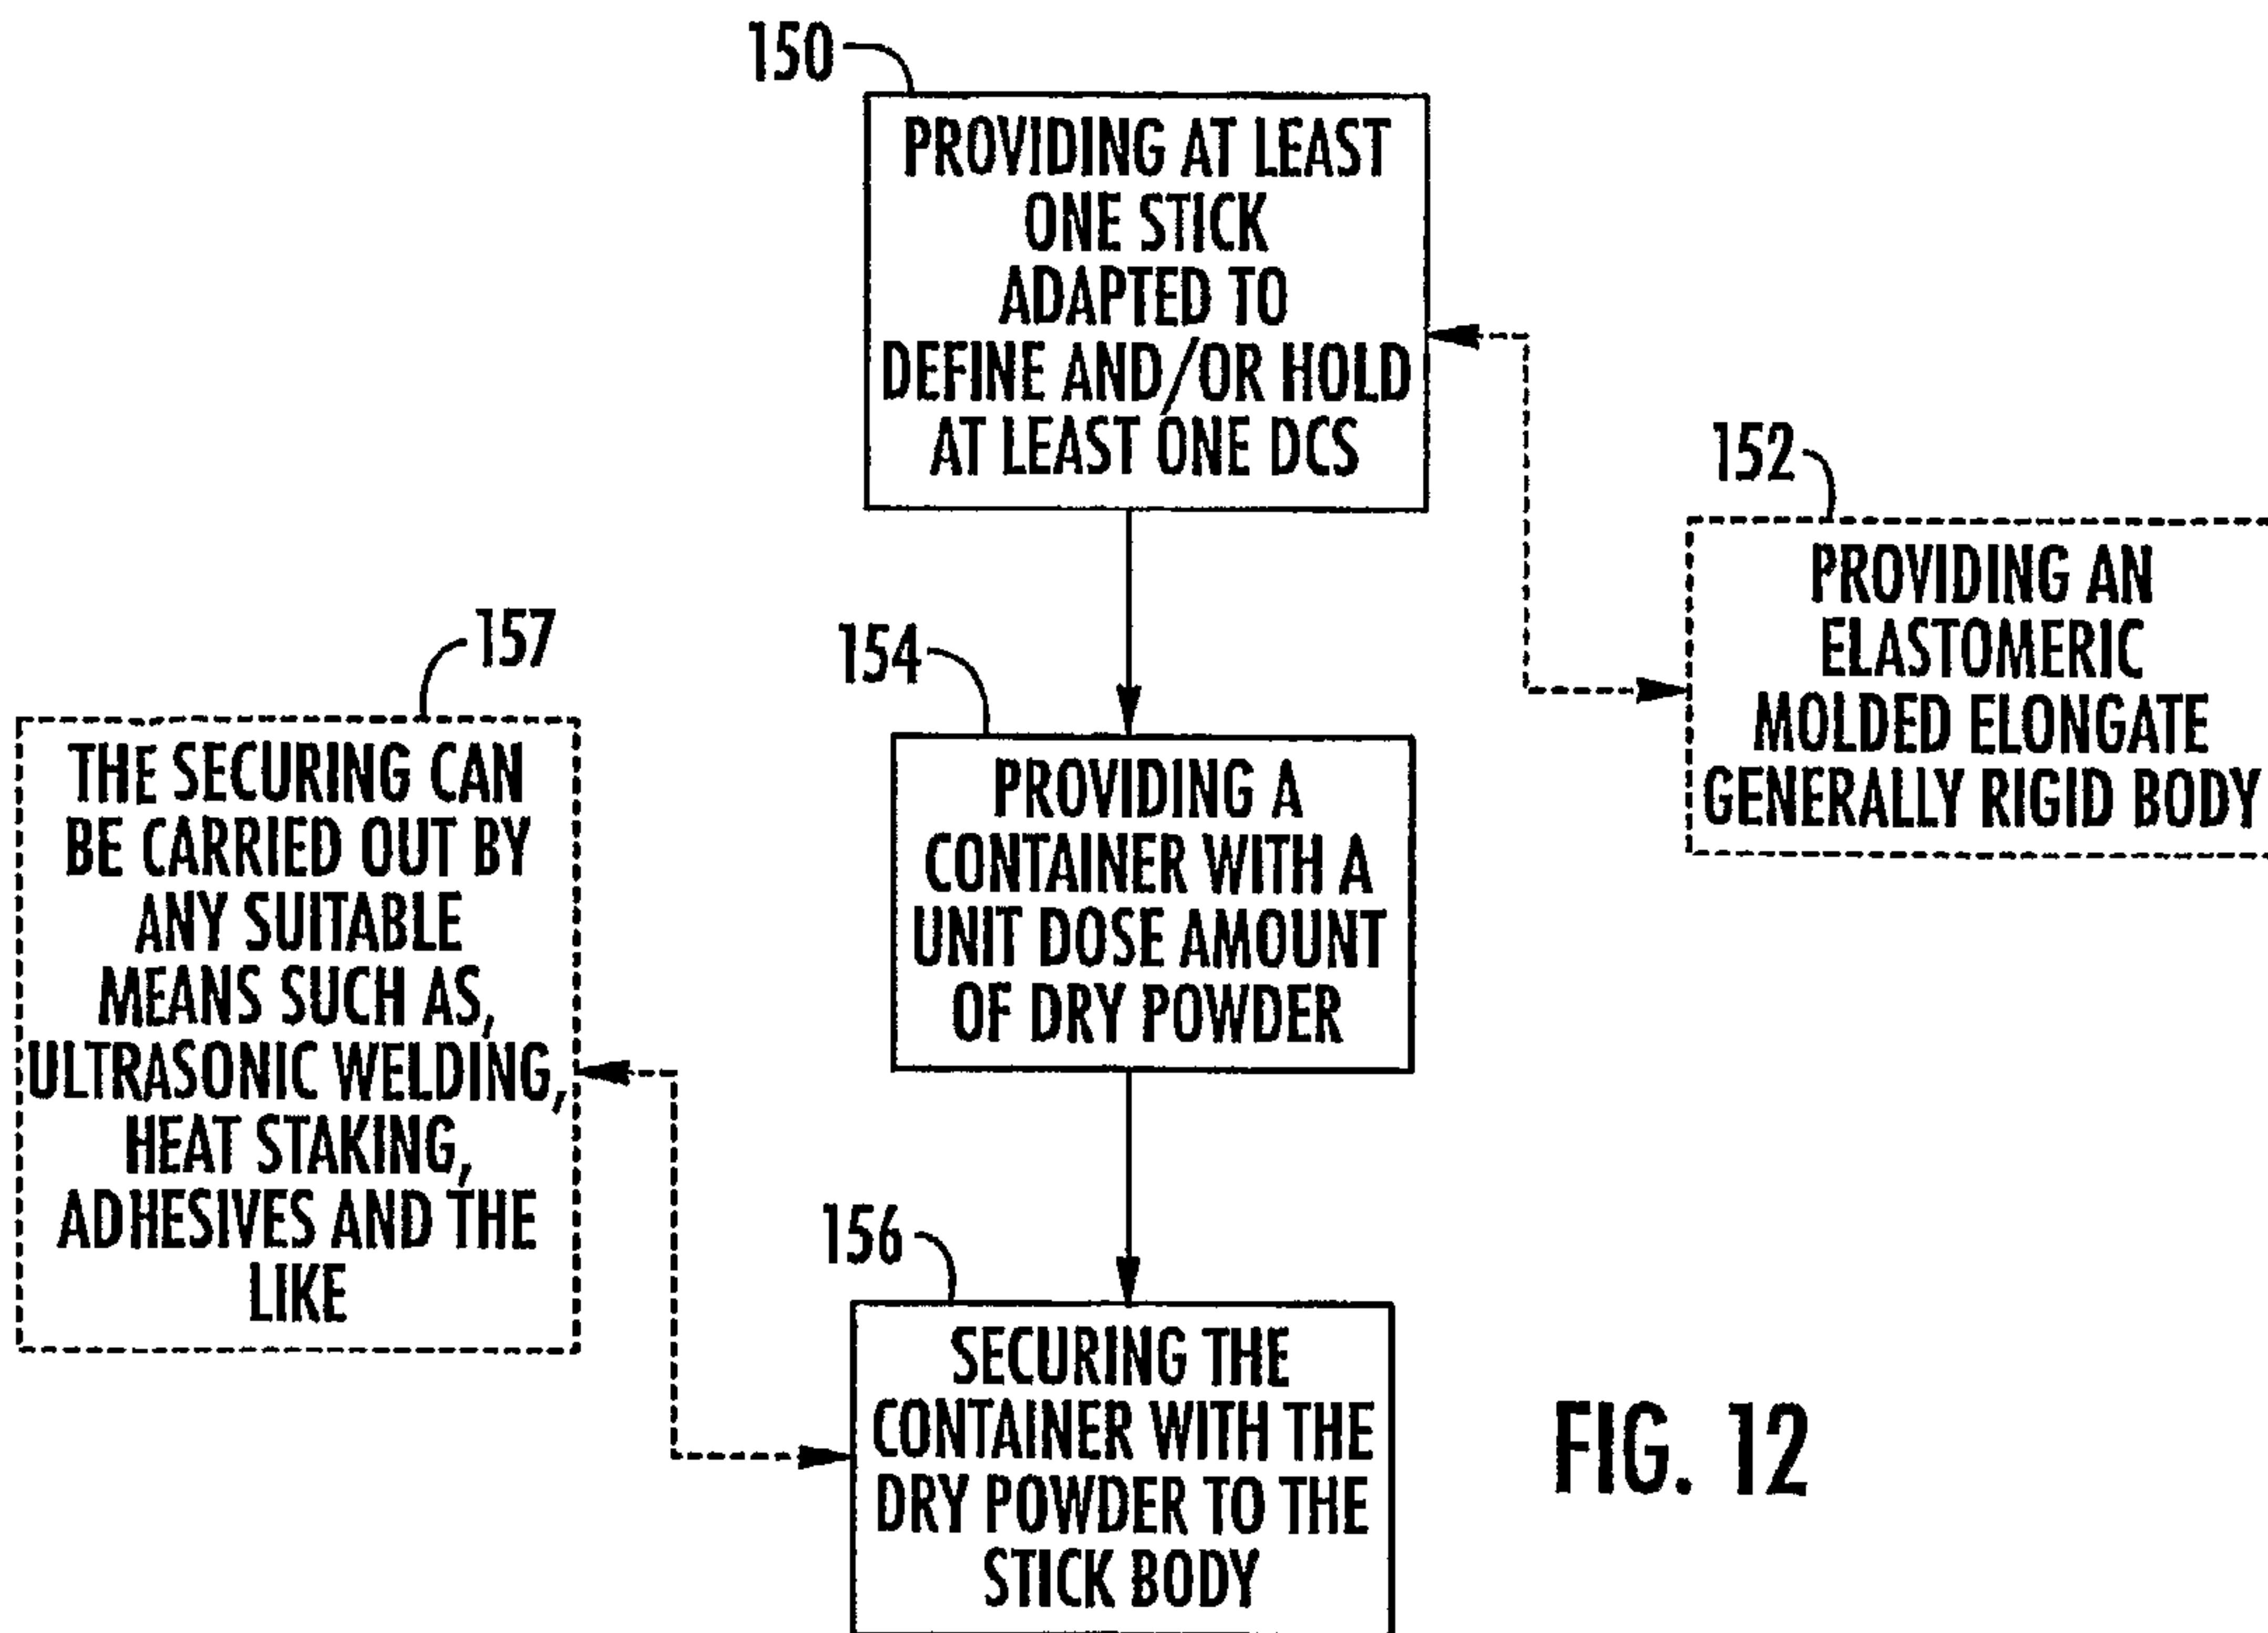 150
PROVIDING AT LEAST
ONE STICK
ADAPTED TO
DEFINE AND/OR HOLD
AT LEAST ONE DCS
152
PROVIDING AN
ELASTOMERIC
MOLDED ELONGATE
GENERALLY RIGID BODY
154
PROVIDING A
CONTAINER WITH A
UNIT DOSE AMOUNT
OF DRY POWDER
157
THE SECURING CAN
BE CARRIED OUT BY
ANY SUITABLE
MEANS SUCH AS,
ULTRASONIC WELDING,
HEAT STAKING,
ADHESIVES AND THE
LIKE
156
SECURING THE
CONTAINER WITH THE
DRY POWDER TO THE
STICK BODY
FIG. 12